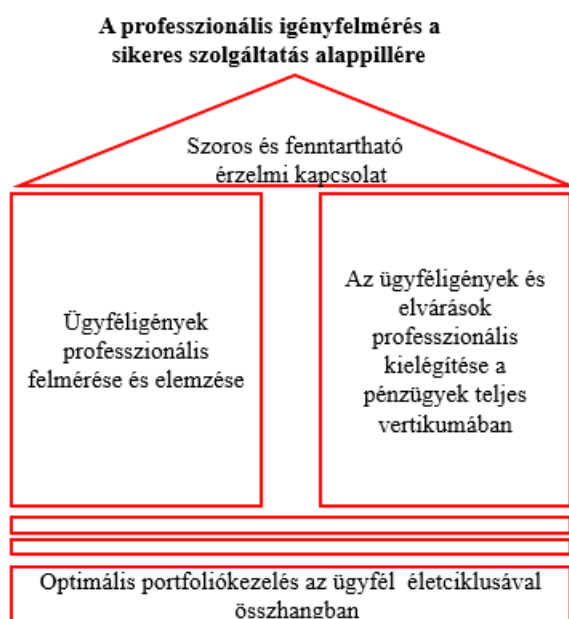 A professzionális igényfelmérés a
sikeres szolgáltatás alappillére
Szoros és fenntartható
érzelmi kapcsolat
Ügyféligények
professzionális
felmérése és elemzése
Az ügyféligények és
elvárások
professzionális
kielégítése a
pénzügyek teljes
vertikumában
Optimális portfoliókezelés az ügyfél életciklusával
összhangban